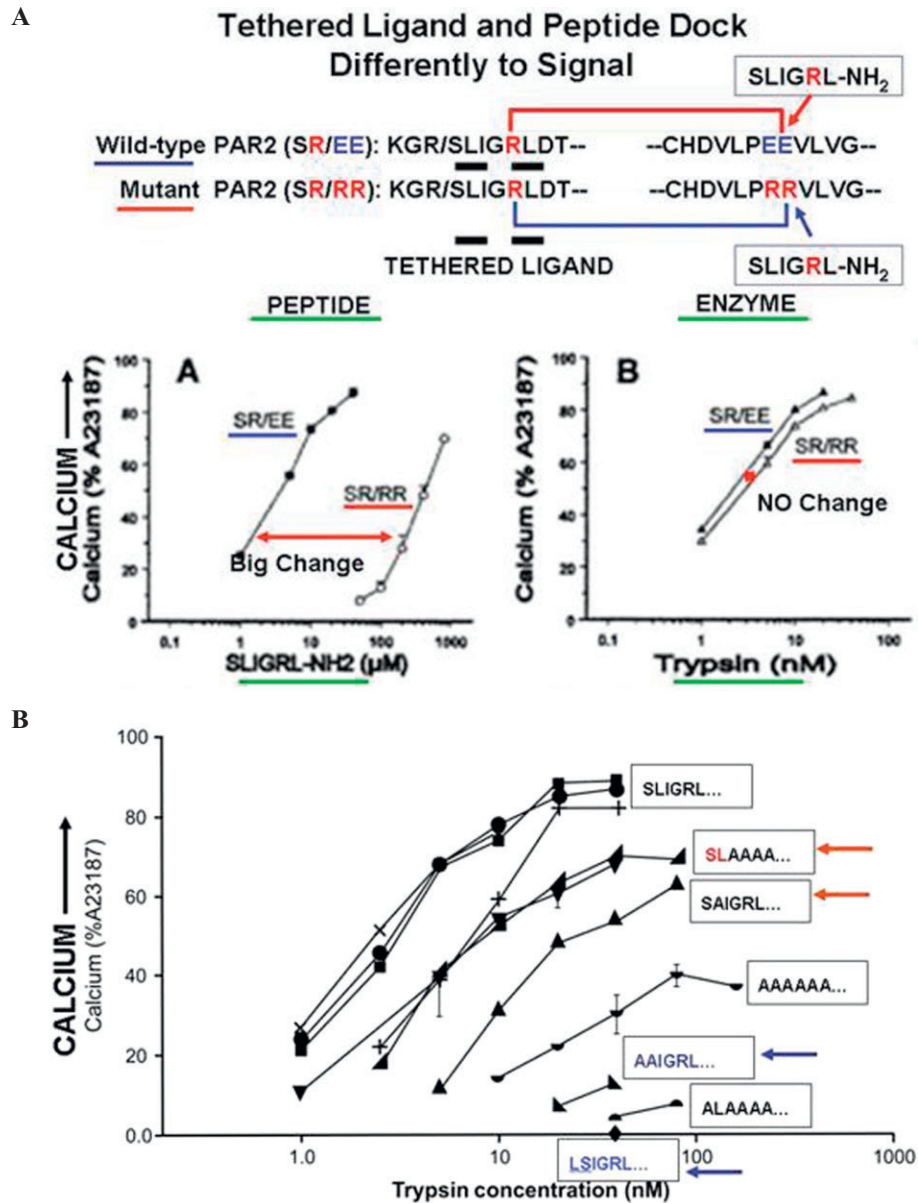 A
Tethered Ligand and Peptide Dock
Differently to Signal
SLIGRL-NH2
Wild-type PAR2 (SR/EE): KGR/SLIGRLDT-- --CHDVLPEEVLVG--
Mutant PAR2 (SR/RR): KGR/SLIGRLDT-- --CHDVLPRRVLVG--
TETHERED LIGAND
SLIGRL-NH2
PEPTIDE
ENZYME
CALCIUM
Calcium (% A23187)
100
80
60
40
20
0
A
SR/EE
SR/RR
Big Change
0.1 1 10 100 1000
SLIGRL-NH2 (µM)
Calcium (% A23187)
100
80
60
40
20
0
B
SR/EE
SR/RR
NO Change
0.1 1 10 100
Trypsin (nM)
B
CALCIUM
Calcium (%A23187)
100
80
60
40
20
0.0
SLIGRL...
SLAAAA...
SAIGRL...
AAAAAA...
AAIGRL...
ALAAAA...
LSIGRL...
1.0 10 100 1000
Trypsin concentration (nM)